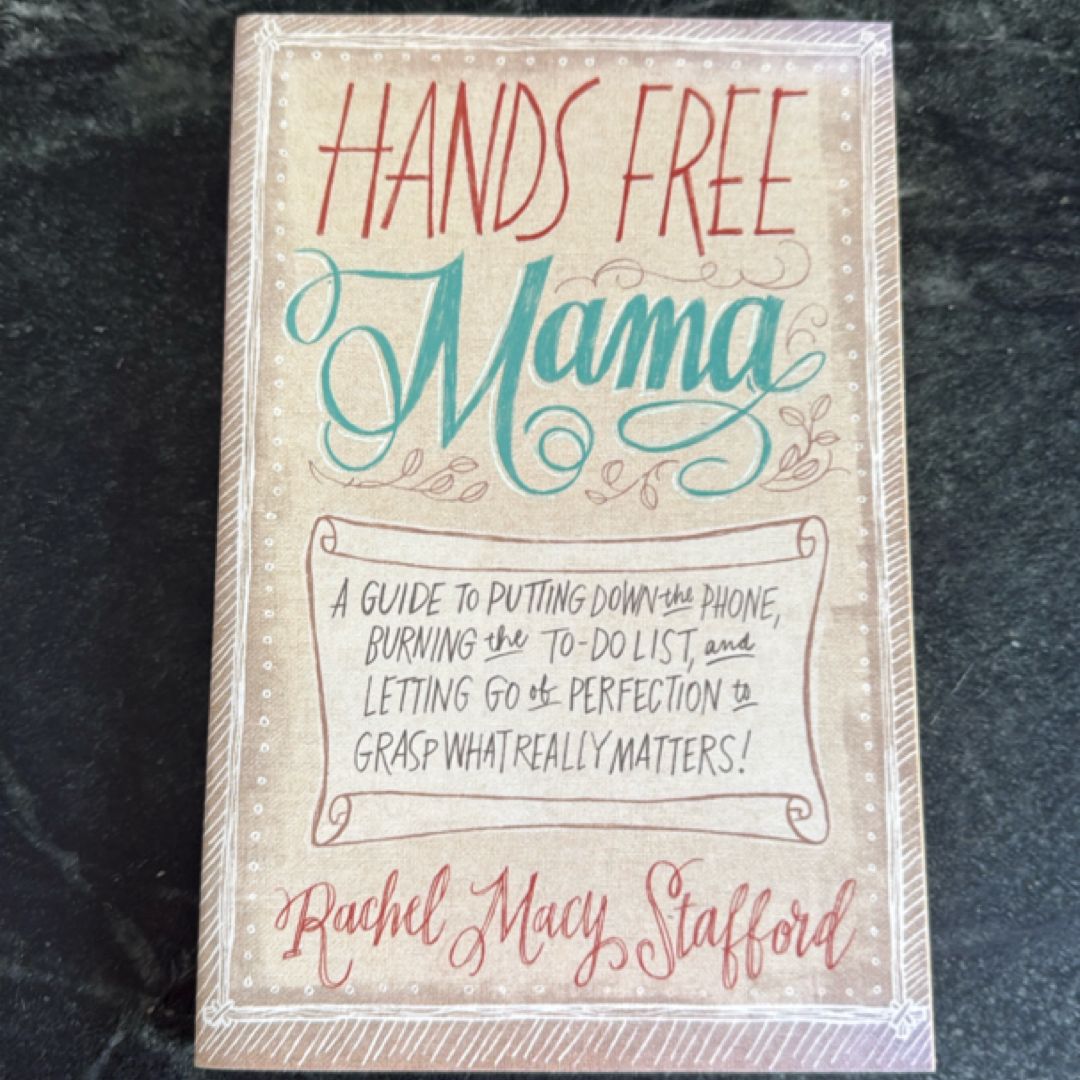 HANDS FREE
Mama
A GUIDE TO PUTTING DOWN the PHONE,
BURNING the TO-DO LIST, and
LETTING GO of PERFECTION to
GRASP WHAT REALLY MATTERS!
Rachel Macy Stafford